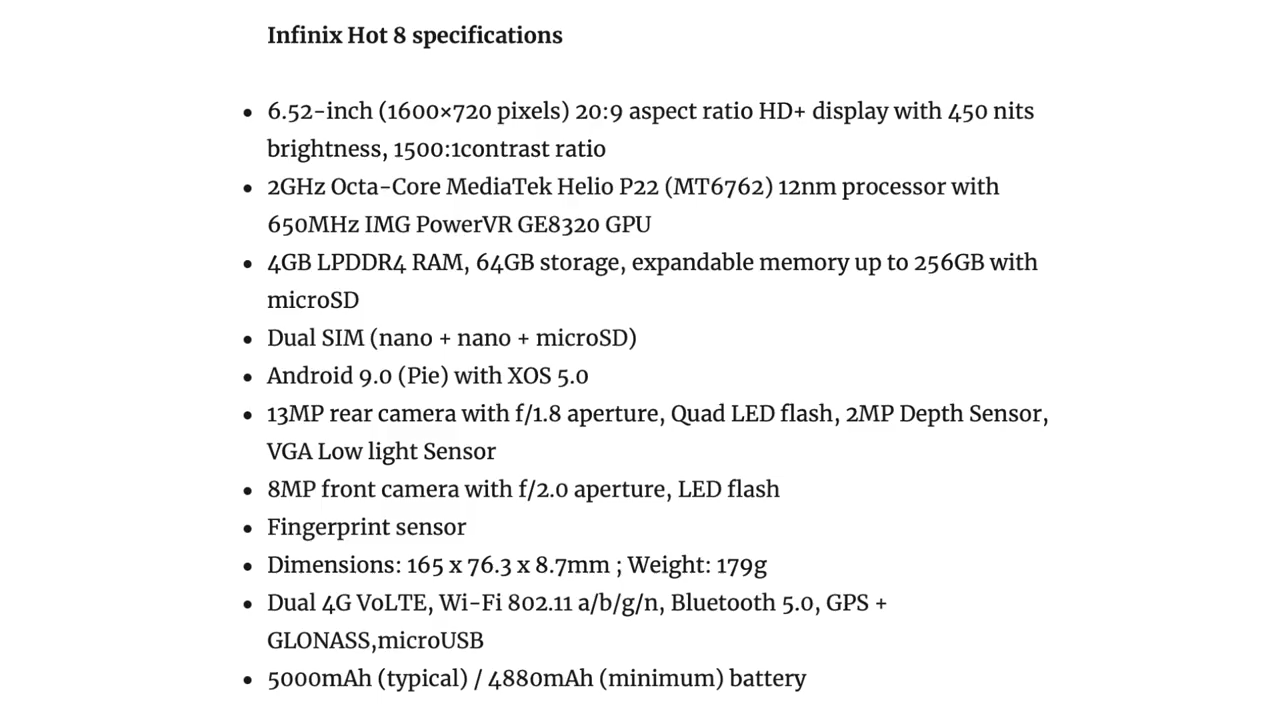 Infinix Hot 8 specifications
• 6.52-inch (1600×720 pixels) 20:9 aspect ratio HD+ display with 450 nits
brightness, 1500:1contrast ratio
• 2GHz Octa-Core MediaTek Helio P22 (MT6762) 12nm processor with
650MHz IMG PowerVR GE8320 GPU
• 4GB LPDDR4 RAM, 64GB storage, expandable memory up to 256GB with
microSD
• Dual SIM (nano + nano + microSD)
• Android 9.0 (Pie) with XOS 5.0
• 13MP rear camera with f/1.8 aperture, Quad LED flash, 2MP Depth Sensor,
VGA Low light Sensor
• 8MP front camera with f/2.0 aperture, LED flash
• Fingerprint sensor
• Dimensions: 165 x 76.3 x 8.7mm ; Weight: 179g
• Dual 4G VoLTE, Wi-Fi 802.11 a/b/g/n, Bluetooth 5.0, GPS +
GLONASS,microUSB
• 5000mAh (typical) / 4880mAh (minimum) battery